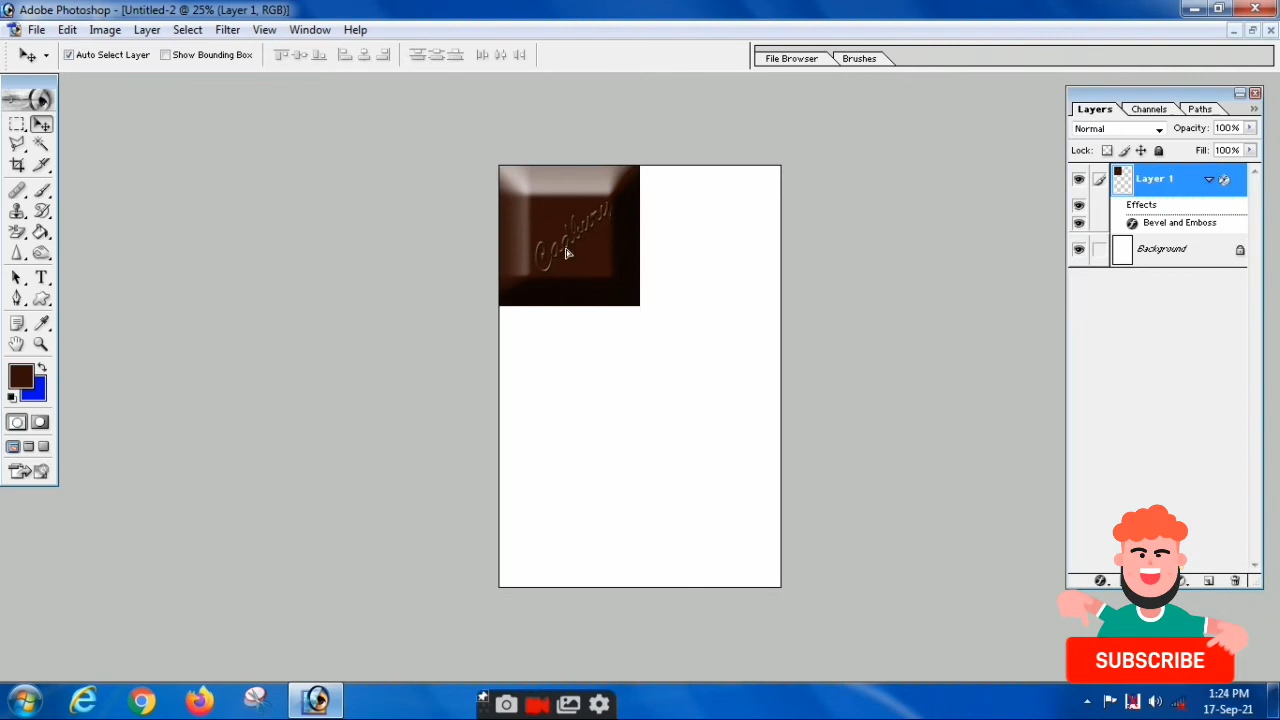 Adobe Photoshop - [Untitled-2 @ 25% (Layer 1, RGB)]
File Edit Image Layer Select Filter View Window Help
Auto Select Layer Show Bounding Box File Browser Brushes
Layers Channels Paths
Normal Opacity: 100%
Lock: Fill: 100%
Layer 1
Effects
Bevel and Emboss
Background
Cadbury
T
SUBSCRIBE
1:24 PM
17-Sep-21